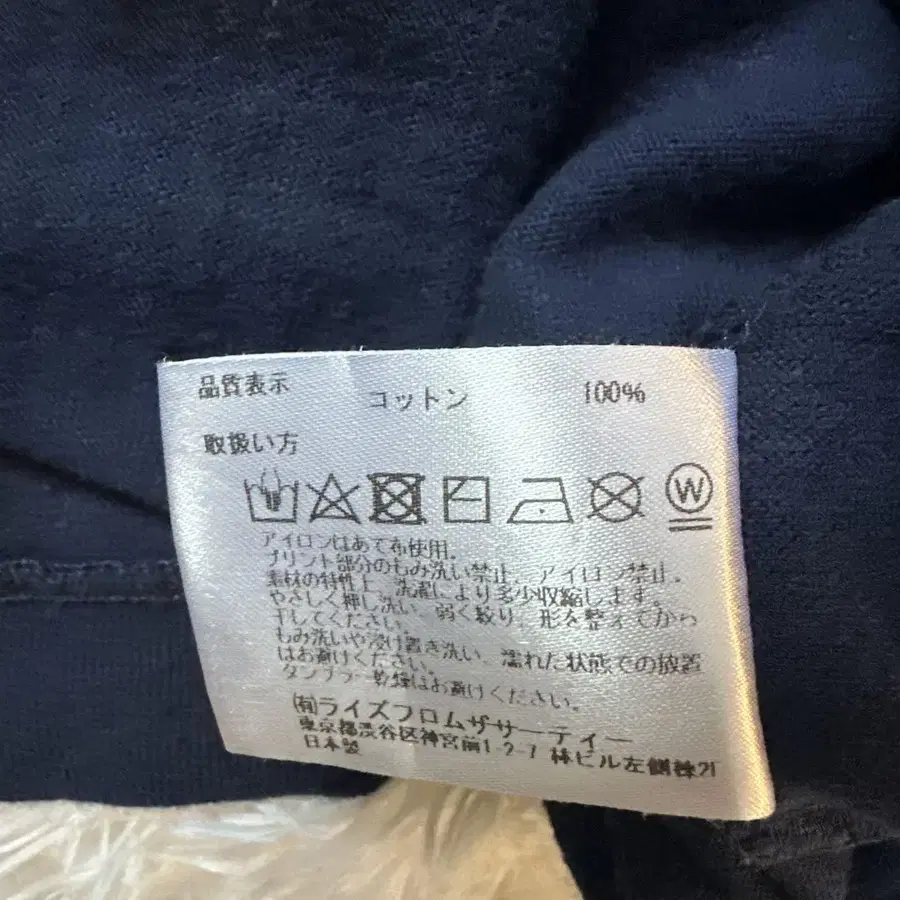 品質表示 コットン 100%
取扱い方
W
アイロンはあて布使用。
プリント部分のもみ洗い禁止、アイロン禁止。
素材の特性上、洗濯により多少収縮します。
やさしく押し洗い、弱く絞り、形を整えてから
干してください。
もみ洗いや浸け置き洗い、濡れた状態での放置
はお避けください。
タンブラー乾燥はお避けください。
㈲ライズフロムザサーティー
東京都渋谷区神宮前1-2-7 林ビル左側棟2F
日本製